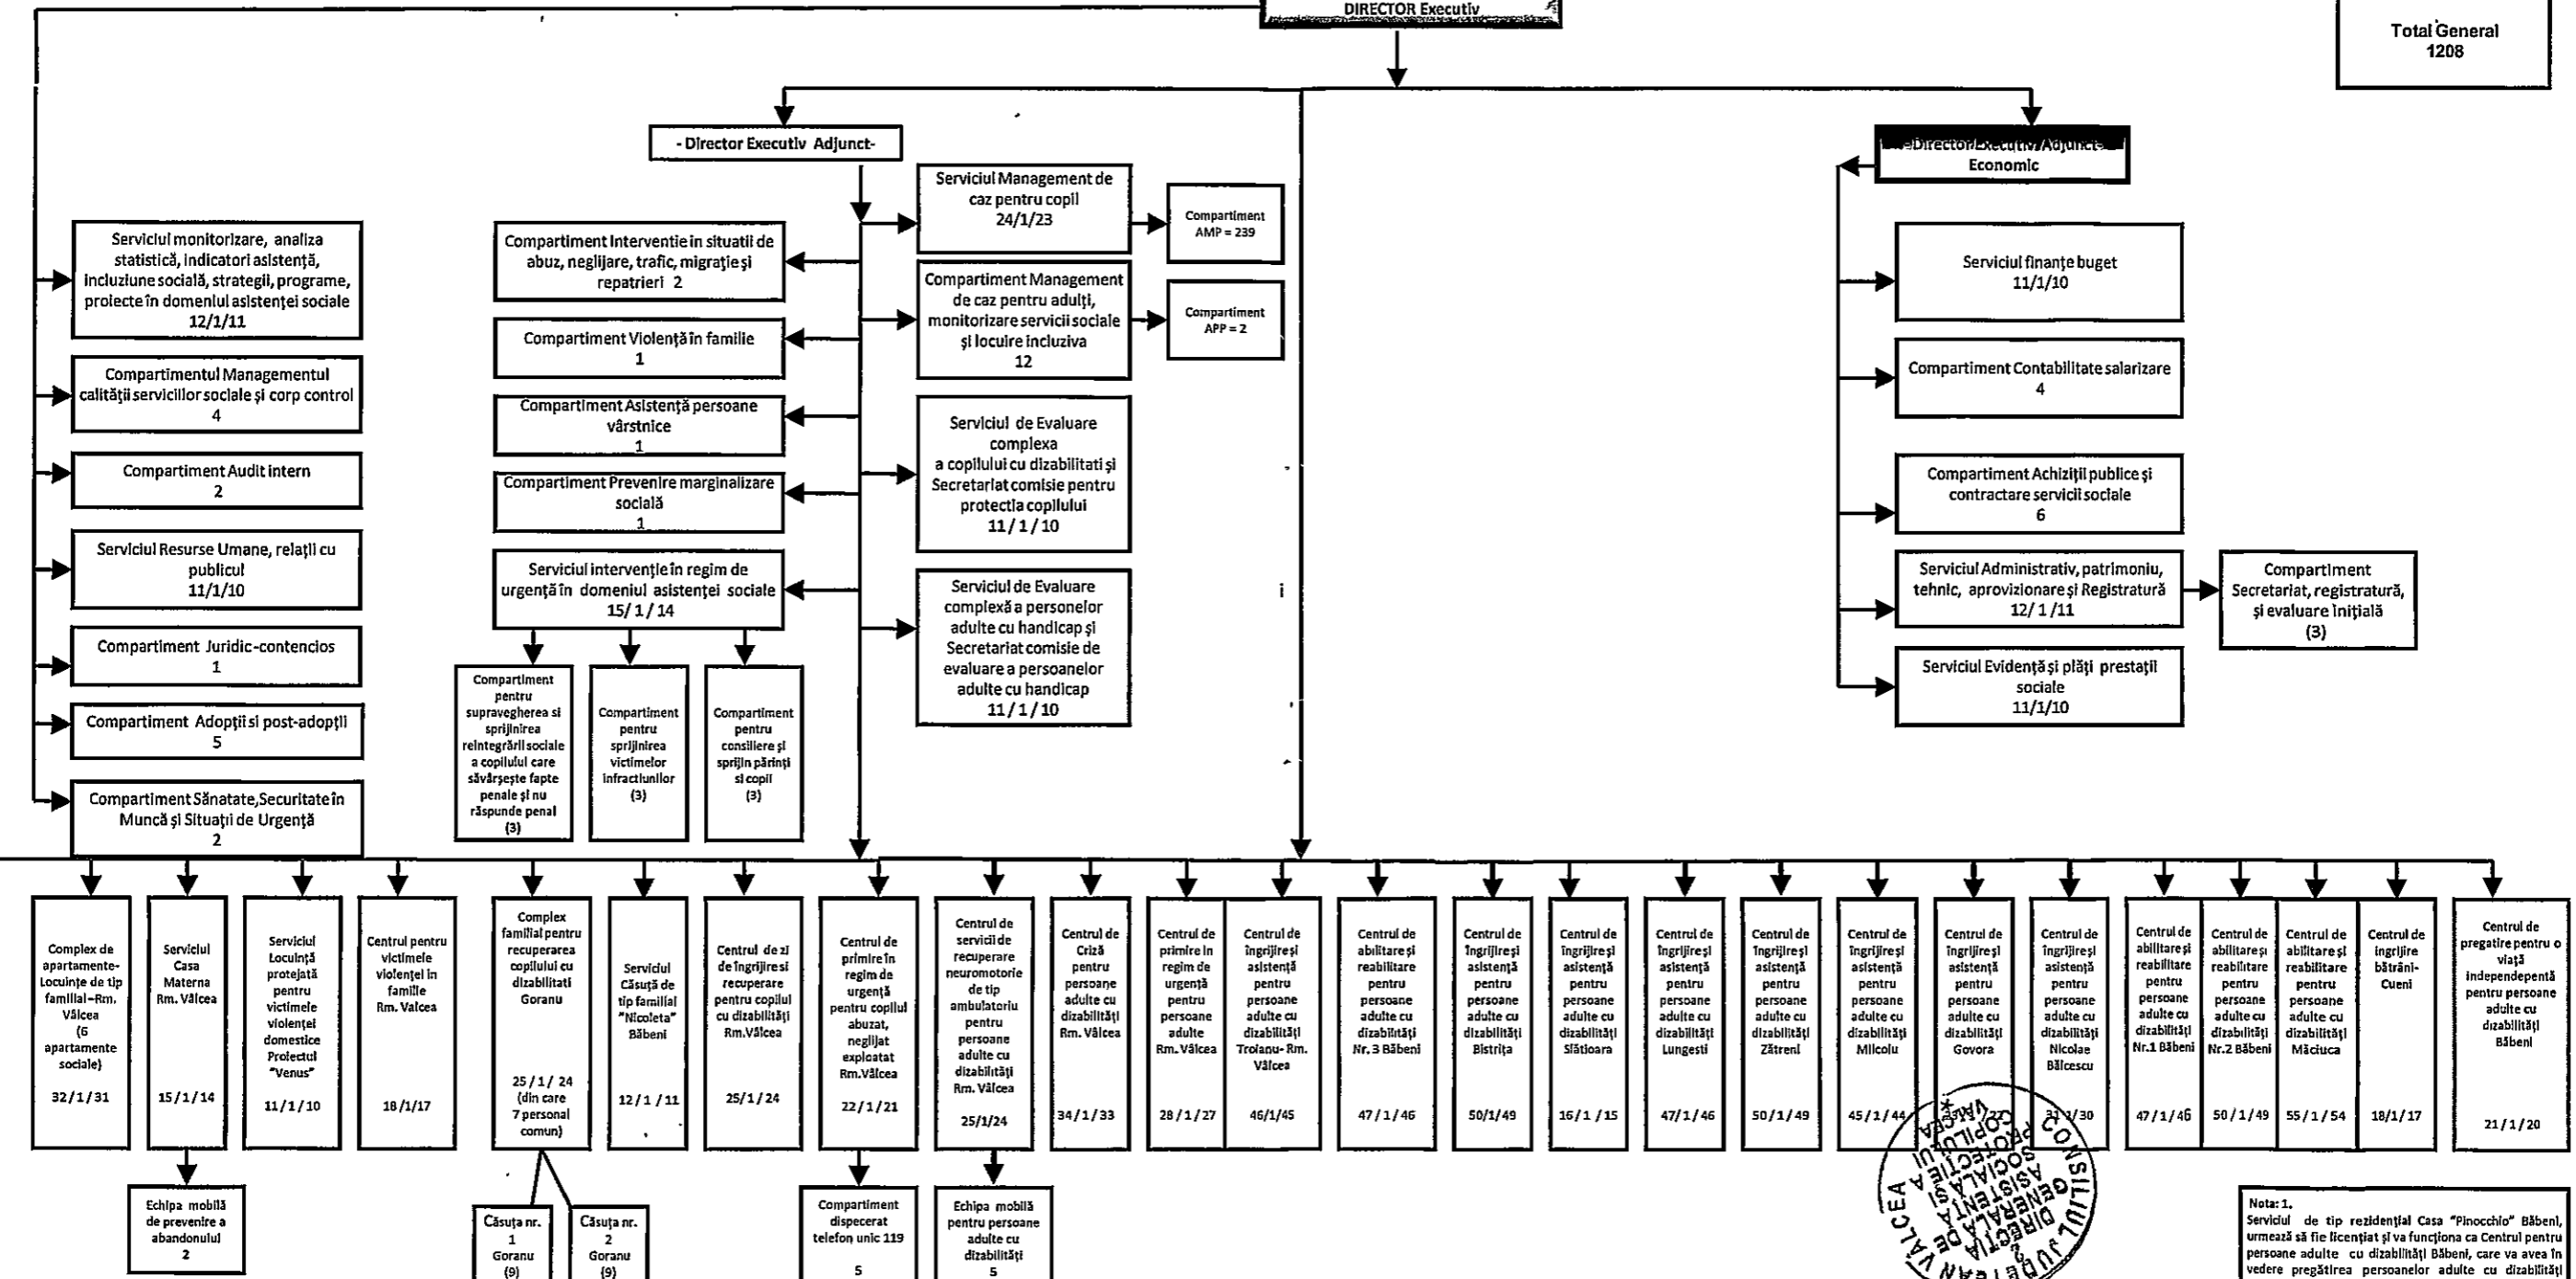 DIRECTOR Executiv
Total General
1208
- Director Executiv Adjunct-
-Director Executiv Adjunct-
Economic
Serviciul monitorizare, analiza
statistică, indicatori asistență,
incluziune socială, strategii, programe,
proiecte în domeniul asistenței sociale
12/1/11
Compartimentul Managementul
calității serviciilor sociale și corp control
4
Compartiment Audit intern
2
Serviciul Resurse Umane, relații cu
publicul
11/1/10
Compartiment Juridic-contencios
1
Compartiment Adopții si post-adopții
5
Compartiment Sănatate,Securitate în
Muncă și Situații de Urgență
2
Compartiment Interventie in situatii de
abuz, neglijare, trafic, migrație și
repatrieri 2
Compartiment Violență în familie
1
Compartiment Asistență persoane
vârstnice
1
Compartiment Prevenire marginalizare
socială
1
Serviciul intervenție în regim de
urgență în domeniul asistenței sociale
15/ 1 / 14
Compartiment
pentru
supravegherea si
sprijinirea
reintegrării sociale
a copilului care
săvârșește fapte
penale și nu
răspunde penal
(3)
Compartiment
pentru
sprijinirea
victimelor
infractiunilor
(3)
Compartiment
pentru
consiliere și
sprijin părinți
si copii
(3)
Serviciul Management de
caz pentru copil
24/1/23
Compartiment
AMP = 239
Compartiment Management
de caz pentru adulți,
monitorizare servicii sociale
și locuire incluziva
12
Compartiment
APP = 2
Serviciul de Evaluare
complexa
a copilului cu dizabilitati și
Secretariat comisie pentru
protectia copilului
11 / 1 / 10
Serviciul de Evaluare
complexă a personelor
adulte cu handicap și
Secretariat comisie de
evaluare a persoanelor
adulte cu handicap
11 / 1 / 10
Serviciul finanțe buget
11/1/10
Compartiment Contabilitate salarizare
4
Compartiment Achiziții publice și
contractare servicii sociale
6
Serviciul Administrativ, patrimoniu,
tehnic, aprovizionare și Registratură
12/ 1 /11
Compartiment
Secretariat, registratură,
și evaluare inițială
(3)
Serviciul Evidență și plăți prestații
sociale
11/1/10
Complex de
apartamente-
Locuințe de tip
familial–Rm.
Vâlcea
(6
apartamente
sociale)
32/1/31
Serviciul
Casa
Materna
Rm. Vâlcea
15/1/14
Echipa mobilă
de prevenire a
abandonului
2
Serviciul
Locuință
protejată
pentru
victimele
violenței
domestice
Proiectul
"Venus"
11/1/10
Centrul pentru
victimele
violenței in
familie
Rm. Valcea
18/1/17
Complex
familial pentru
recuperarea
copilului cu
dizabilitati
Goranu
25 / 1 / 24
(din care
7 personal
comun)
Căsuța nr.
1
Goranu
(9)
Căsuța nr.
2
Goranu
(9)
Serviciul
Căsuță de
tip familial
"Nicoleta"
Băbeni
12 / 1 / 11
Centrul de zi
de îngrijire si
recuperare
pentru copilul
cu dizabilități
Rm.Vâlcea
25/1/24
Centrul de
primire în
regim de
urgență
pentru copilul
abuzat,
neglijat
exploatat
Rm.Vâlcea
22/1/21
Compartiment
dispecerat
telefon unic 119
5
Centrul de
servicii de
recuperare
neuromotorie
de tip
ambulatoriu
pentru
persoane
adulte cu
dizabilități
Rm. Vâlcea
25/1/24
Echipa mobilă
pentru persoane
adulte cu
dizabilități
5
Centrul de
Criză
pentru
persoane
adulte cu
dizabilități
Rm. Vâlcea
34/1/33
Centrul de
primire in
regim de
urgență
pentru
persoane
adulte
Rm. Vâlcea
28 / 1 / 27
Centrul de
îngrijire și
asistență
pentru
persoane
adulte cu
dizabilități
Troianu- Rm.
Vâlcea
46/1/45
Centrul de
abilitare și
reabilitare
pentru
persoane
adulte cu
dizabilități
Nr. 3 Băbeni
47 / 1 / 46
Centrul de
îngrijire și
asistență
pentru
persoane
adulte cu
dizabilități
Bistrița
50/1/49
Centrul de
îngrijire și
asistență
pentru
persoane
adulte cu
dizabilități
Slătioara
16/ 1 / 15
Centrul de
îngrijire și
asistență
pentru
persoane
adulte cu
dizabilități
Lungesti
47/ 1 / 46
Centrul de
îngrijire și
asistență
pentru
persoane
adulte cu
dizabilități
Zătreni
50/1/49
Centrul de
îngrijire și
asistență
pentru
persoane
adulte cu
dizabilități
Milcoiu
45/ 1 / 44
Centrul de
îngrijire și
asistență
pentru
persoane
adulte cu
dizabilități
Govora
Centrul de
îngrijire și
asistență
pentru
persoane
adulte cu
dizabilități
Nicolae
Bălcescu
31 1/30
Centrul de
abilitare și
reabilitare
pentru
persoane
adulte cu
dizabilități
Nr.1 Băbeni
47 / 1 / 46
Centrul de
abilitare și
reabilitare
pentru
persoane
adulte cu
dizabilități
Nr.2 Băbeni
50 / 1 / 49
Centrul de
abilitare și
reabilitare
pentru
persoane
adulte cu
dizabilități
Măciuca
55 / 1 / 54
Centrul de
ingrijire
bătrâni-
Cueni
18/1/17
Centrul de
pregatire pentru o
viață
independentă
pentru persoane
adulte cu
dizabilități
Băbeni
21 / 1 / 20
CONSILIUL JUDEȚEAN VÂLCEA
DIRECȚIA
GENERALĂ DE
ASISTENȚĂ
SOCIALĂ ȘI
PROTECȚIE A
COPILULUI
VALCEA
Nota: 1.
Serviciul de tip rezidențial Casa "Pinocchio" Băbeni,
urmează să fie licențiat și va funcționa ca Centrul pentru
persoane adulte cu dizabilități Băbeni, care va avea în
vedere pregătirea persoanelor adulte cu dizabilități